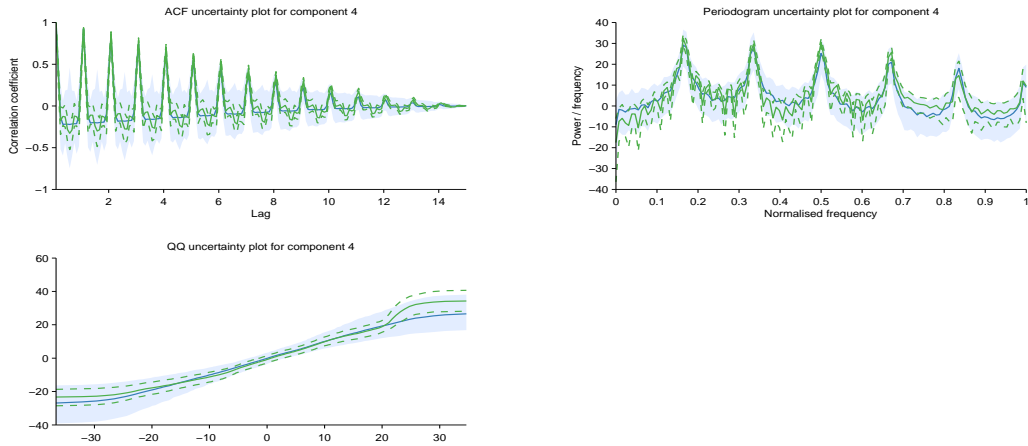 ACF uncertainty plot for component 4
1
0.5
0
−0.5
−1
Correlation coefficient
2 4 6 8 10 12 14
Lag
Periodogram uncertainty plot for component 4
40
30
20
10
0
−10
−20
−30
−40
Power / frequency
0 0.1 0.2 0.3 0.4 0.5 0.6 0.7 0.8 0.9 1
Normalised frequency
QQ uncertainty plot for component 4
60
40
20
0
−20
−40
−30 −20 −10 0 10 20 30